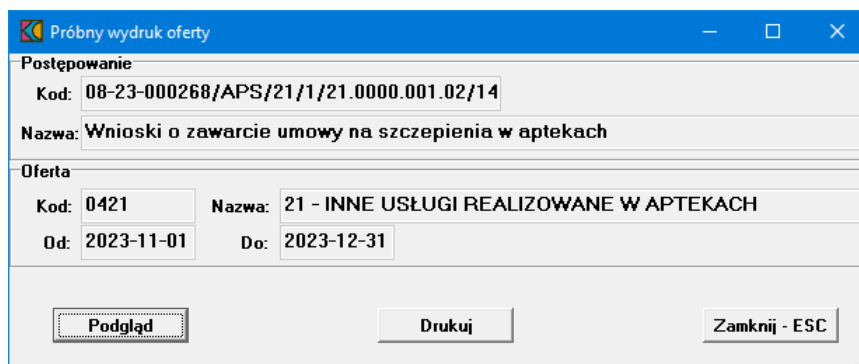 Próbny wydruk oferty
Postępowanie
Kod: 08-23-000268/APS/21/1/21.0000.001.02/14
Nazwa: Wnioski o zawarcie umowy na szczepienia w aptekach
Oferta
Kod: 0421 Nazwa: 21 - INNE USŁUGI REALIZOWANE W APTEKACH
Od: 2023-11-01 Do: 2023-12-31
Podgląd Drukuj Zamknij - ESC